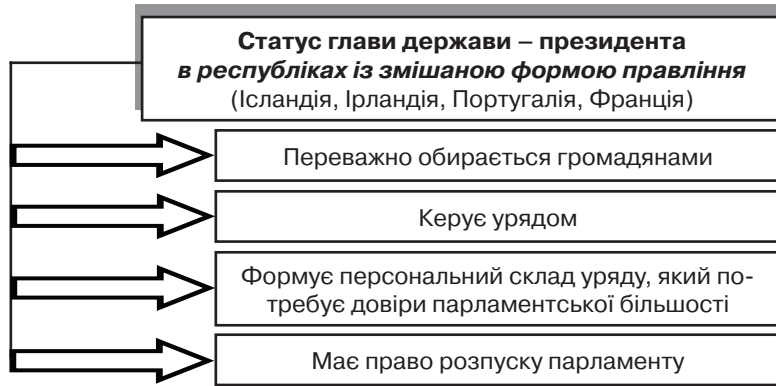 Статус глави держави – президента
в республіках із змішаною формою правління
(Ісландія, Ірландія, Португалія, Франція)
Переважно обирається громадянами
Керує урядом
Формує персональний склад уряду, який по-
требує довіри парламентської більшості
Має право розпуску парламенту